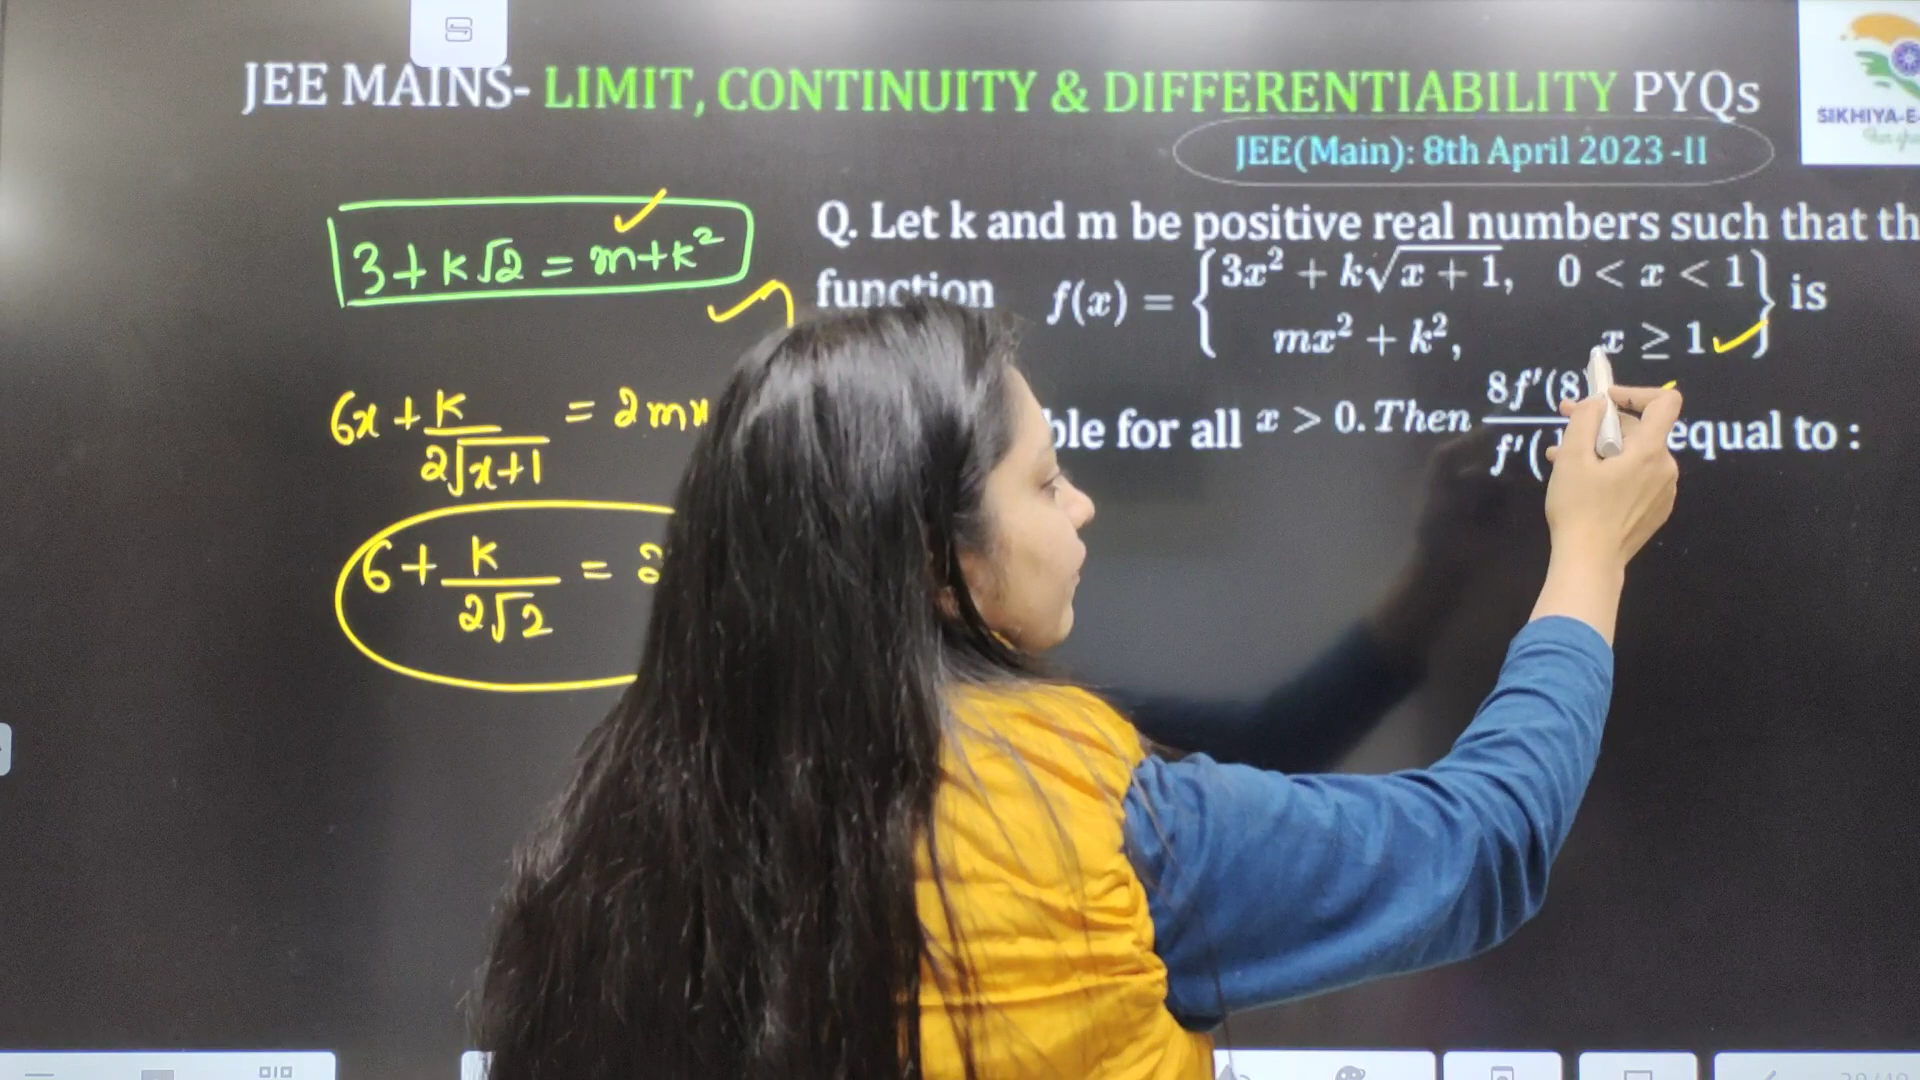 JEE MAINS- LIMIT, CONTINUITY & DIFFERENTIABILITY PYQs
SIKHIYA-E-
JEE(Main): 8th April 2023 -II
Q. Let k and m be positive real numbers such that th
function f(x) = { 3x² + k√(x + 1), 0 < x < 1
mx² + k², x ≥ 1 } is
ble for all x > 0. Then 8f′(8) / f′( equal to :
3 + k√2 = m + k²
6x + k / 2√(x+1) = 2mx
6 + k / 2√2 = 2